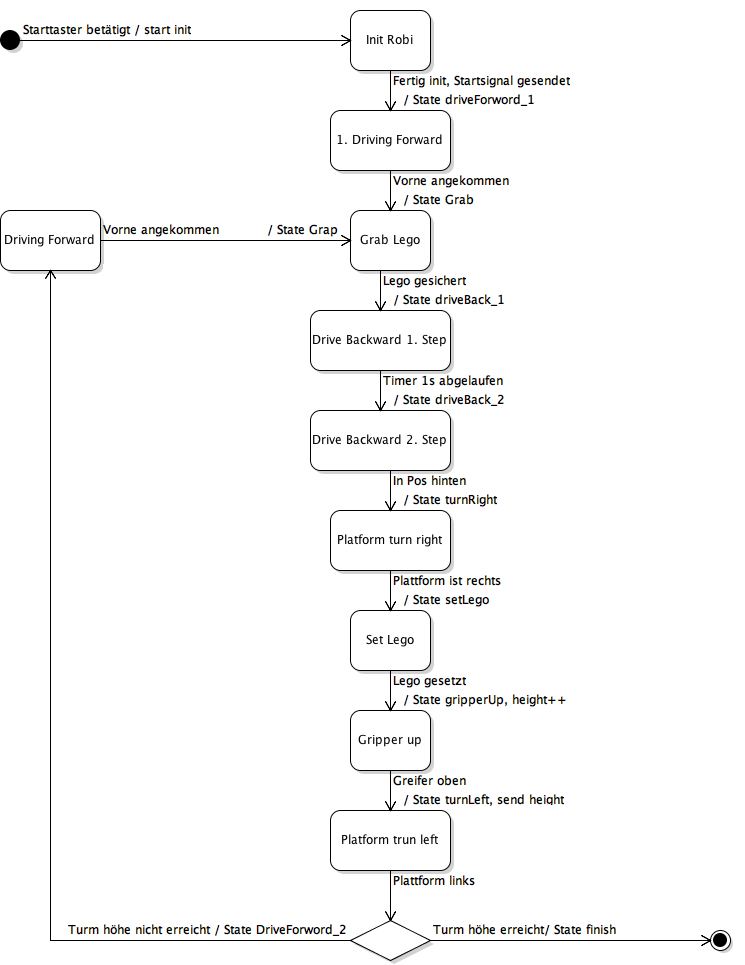 Starttaster betätigt / start init
Init Robi
Fertig init, Startsignal gesendet
/ State driveForword_1
1. Driving Forward
Vorne angekommen
/ State Grab
Driving Forward
Vorne angekommen / State Grap
Grab Lego
Lego gesichert
/ State driveBack_1
Drive Backward 1. Step
Timer 1s abgelaufen
/ State driveBack_2
Drive Backward 2. Step
In Pos hinten
/ State turnRight
Platform turn right
Plattform ist rechts
/ State setLego
Set Lego
Lego gesetzt
/ State gripperUp, height++
Gripper up
Greifer oben
/ State turnLeft, send height
Platform trun left
Plattform links
Turm höhe nicht erreicht / State DriveForword_2
Turm höhe erreicht/ State finish